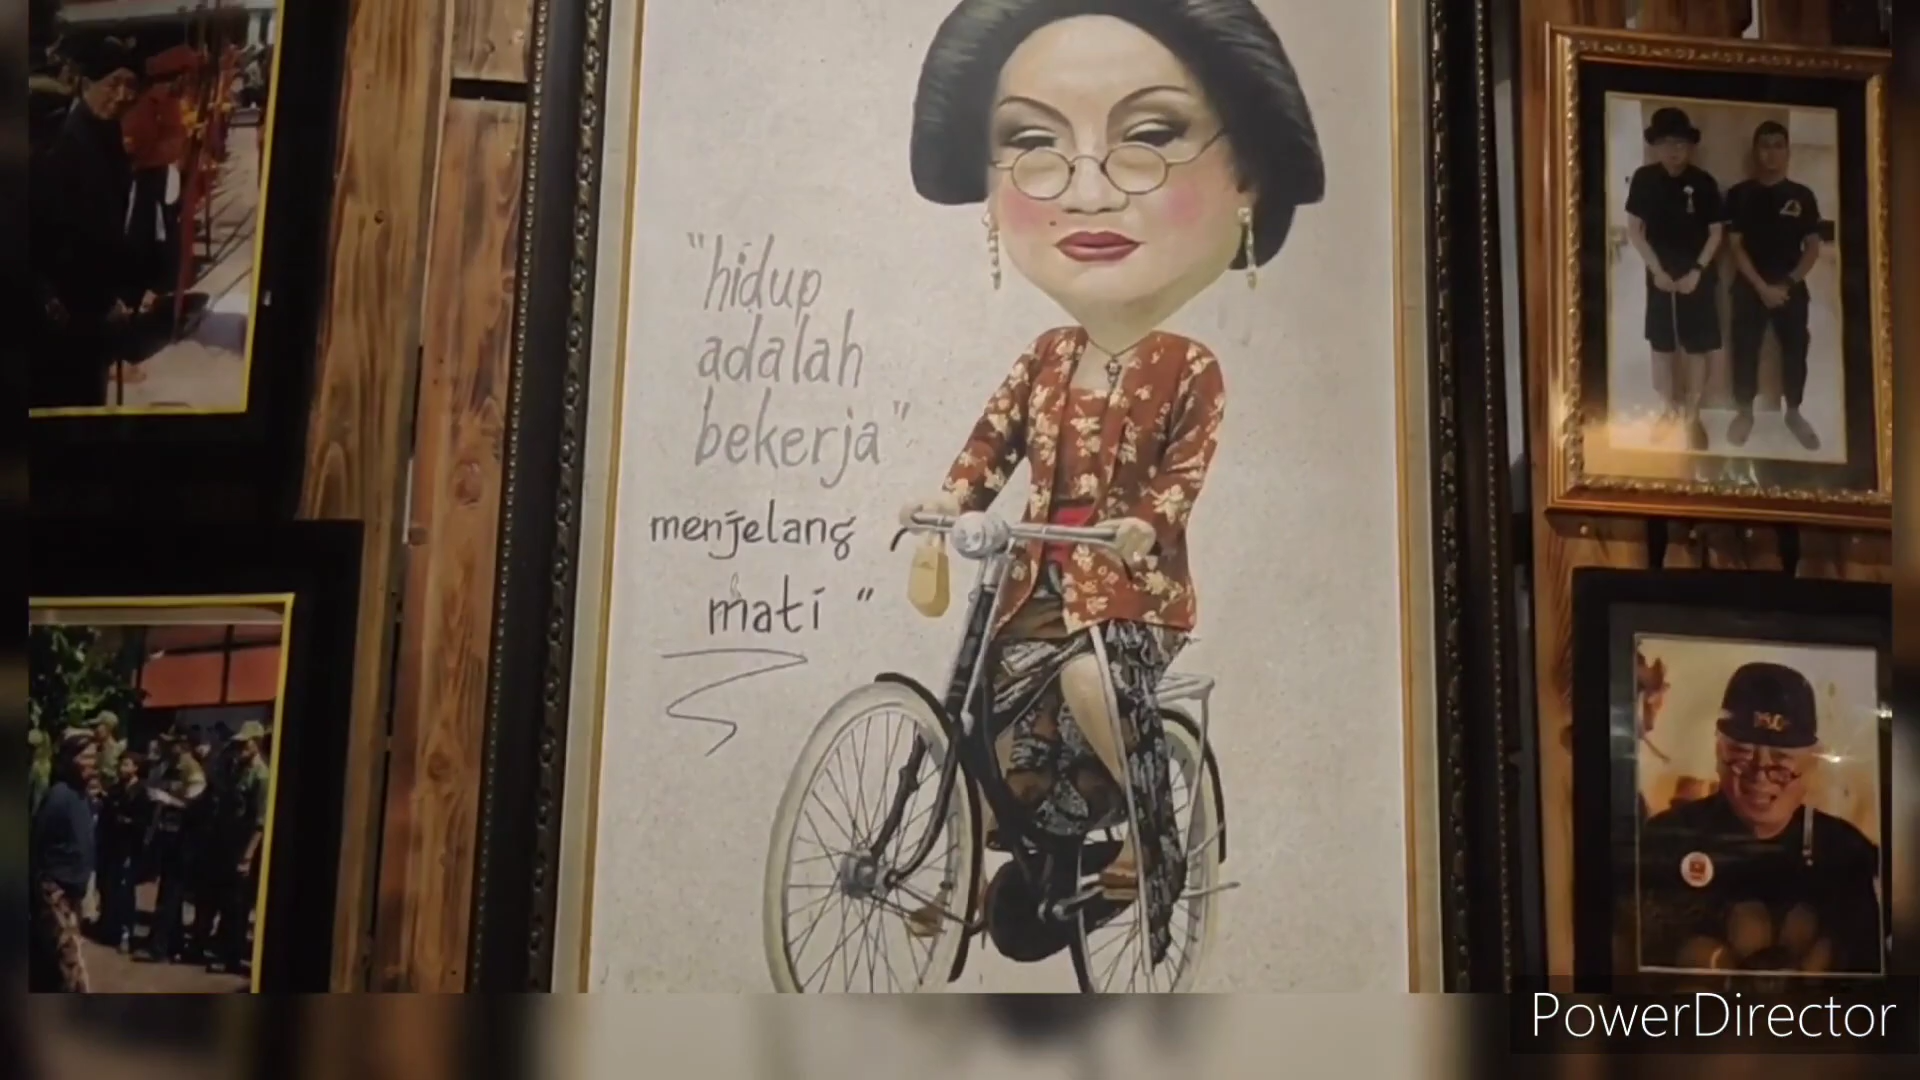 "hidup
adalah
bekerja"
menjelang
mati "
PowerDirector